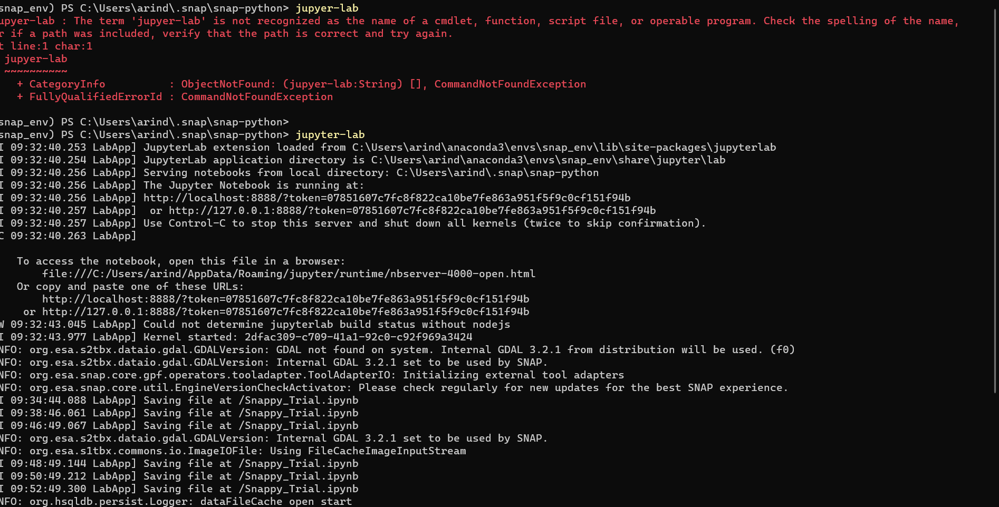 snap_env) PS C:\Users\arind\.snap\snap-python> jupyer-lab
upyer-lab : The term 'jupyer-lab' is not recognized as the name of a cmdlet, function, script file, or operable program. Check the spelling of the name,
r if a path was included, verify that the path is correct and try again.
t line:1 char:1
jupyer-lab
~~~~~~~~~~
+ CategoryInfo          : ObjectNotFound: (jupyer-lab:String) [], CommandNotFoundException
+ FullyQualifiedErrorId : CommandNotFoundException
snap_env) PS C:\Users\arind\.snap\snap-python>
snap_env) PS C:\Users\arind\.snap\snap-python> jupyter-lab
I 09:32:40.253 LabApp] JupyterLab extension loaded from C:\Users\arind\anaconda3\envs\snap_env\lib\site-packages\jupyterlab
I 09:32:40.254 LabApp] JupyterLab application directory is C:\Users\arind\anaconda3\envs\snap_env\share\jupyter\lab
I 09:32:40.256 LabApp] Serving notebooks from local directory: C:\Users\arind\.snap\snap-python
I 09:32:40.256 LabApp] The Jupyter Notebook is running at:
I 09:32:40.256 LabApp] http://localhost:8888/?token=07851607c7fc8f822ca10be7fe863a951f5f9c0cf151f94b
I 09:32:40.257 LabApp]  or http://127.0.0.1:8888/?token=07851607c7fc8f822ca10be7fe863a951f5f9c0cf151f94b
I 09:32:40.257 LabApp] Use Control-C to stop this server and shut down all kernels (twice to skip confirmation).
C 09:32:40.263 LabApp]
To access the notebook, open this file in a browser:
file:///C:/Users/arind/AppData/Roaming/jupyter/runtime/nbserver-4000-open.html
Or copy and paste one of these URLs:
http://localhost:8888/?token=07851607c7fc8f822ca10be7fe863a951f5f9c0cf151f94b
or http://127.0.0.1:8888/?token=07851607c7fc8f822ca10be7fe863a951f5f9c0cf151f94b
W 09:32:43.045 LabApp] Could not determine jupyterlab build status without nodejs
I 09:32:43.977 LabApp] Kernel started: 2dfac309-c709-41a1-92c0-c92f969a3424
NFO: org.esa.s2tbx.dataio.gdal.GDALVersion: GDAL not found on system. Internal GDAL 3.2.1 from distribution will be used. (f0)
NFO: org.esa.s2tbx.dataio.gdal.GDALVersion: Internal GDAL 3.2.1 set to be used by SNAP.
NFO: org.esa.snap.core.gpf.operators.tooladapter.ToolAdapterIO: Initializing external tool adapters
NFO: org.esa.snap.core.util.EngineVersionCheckActivator: Please check regularly for new updates for the best SNAP experience.
I 09:34:44.088 LabApp] Saving file at /Snappy_Trial.ipynb
I 09:38:46.061 LabApp] Saving file at /Snappy_Trial.ipynb
I 09:46:49.067 LabApp] Saving file at /Snappy_Trial.ipynb
NFO: org.esa.s2tbx.dataio.gdal.GDALVersion: Internal GDAL 3.2.1 set to be used by SNAP.
NFO: org.esa.s1tbx.commons.io.ImageIOFile: Using FileCacheImageInputStream
I 09:48:49.144 LabApp] Saving file at /Snappy_Trial.ipynb
I 09:50:49.212 LabApp] Saving file at /Snappy_Trial.ipynb
I 09:52:49.300 LabApp] Saving file at /Snappy_Trial.ipynb
NFO: org.hsqldb.persist.Logger: dataFileCache open start